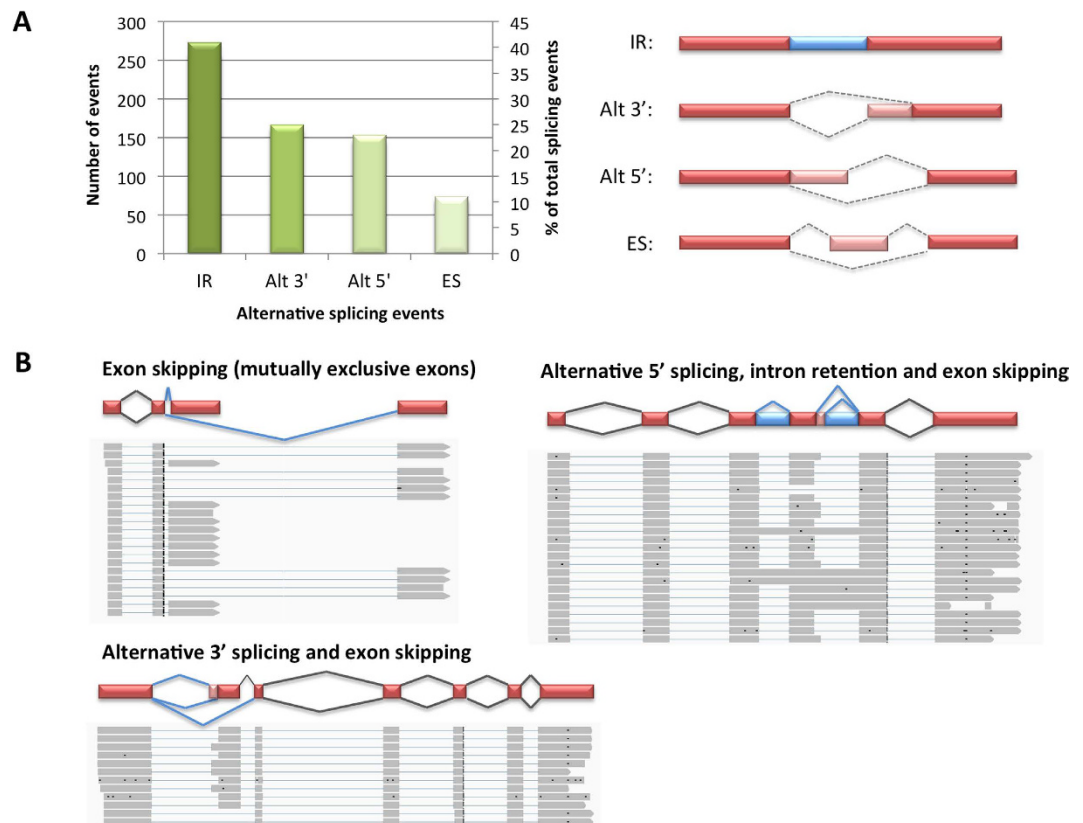 A
Number of events
300
250
200
150
100
50
0
45
40
35
30
25
20
15
10
5
0
% of total splicing events
IR
Alt 3'
Alt 5'
ES
Alternative splicing events
IR:
Alt 3’:
Alt 5’:
ES:
B
Exon skipping (mutually exclusive exons)
Alternative 5’ splicing, intron retention and exon skipping
Alternative 3’ splicing and exon skipping